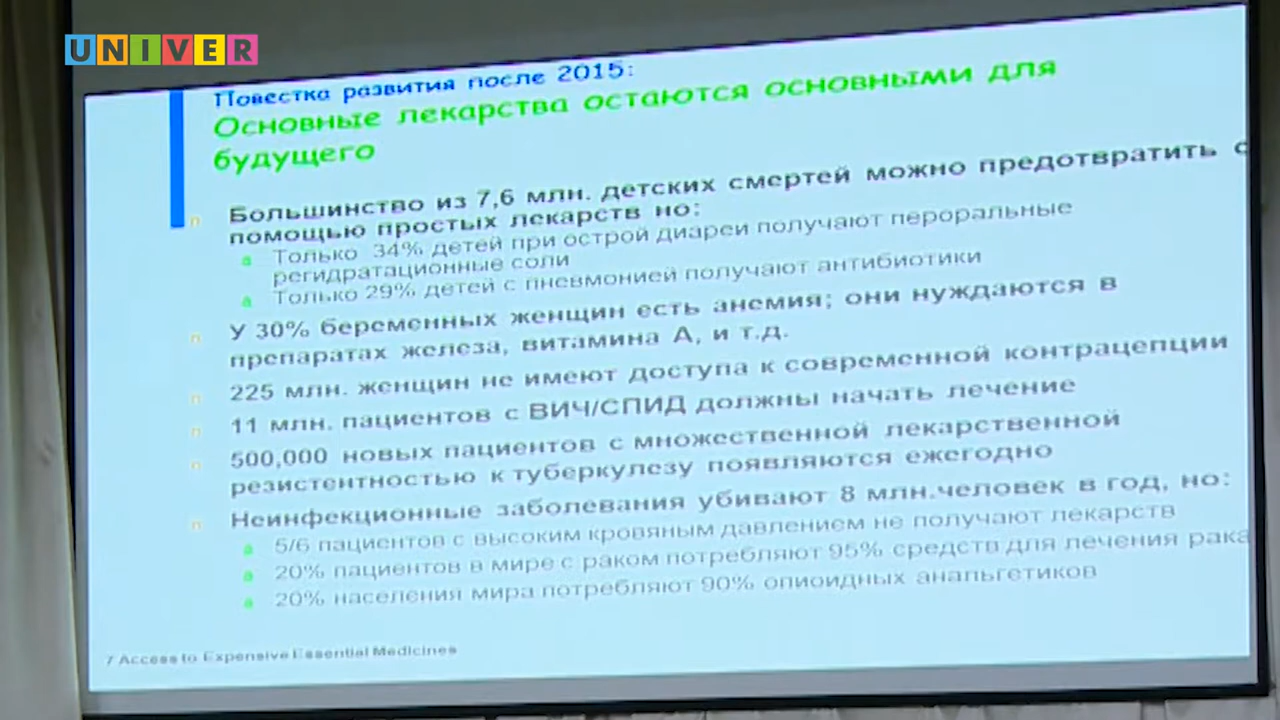 UNIVER
Повестка развития после 2015:
Основные лекарства остаются основными для
будущего
Большинство из 7,6 млн. детских смертей можно предотвратить с
помощью простых лекарств но:
Только 34% детей при острой диареи получают пероральные
регидратационные соли
Только 29% детей с пневмонией получают антибиотики
У 30% беременных женщин есть анемия; они нуждаются в
препаратах железа, витамина А, и т.д.
225 млн. женщин не имеют доступа к современной контрацепции
11 млн. пациентов с ВИЧ/СПИД должны начать лечение
500,000 новых пациентов с множественной лекарственной
резистентностью к туберкулезу появляются ежегодно
Неинфекционные заболевания убивают 8 млн.человек в год, но:
5/6 пациентов с высоким кровяным давлением не получают лекарств
20% пациентов в мире с раком потребляют 95% средств для лечения рака
20% населения мира потребляют 90% опиоидных анальгетиков
7 Access to Expensive Essential Medicines